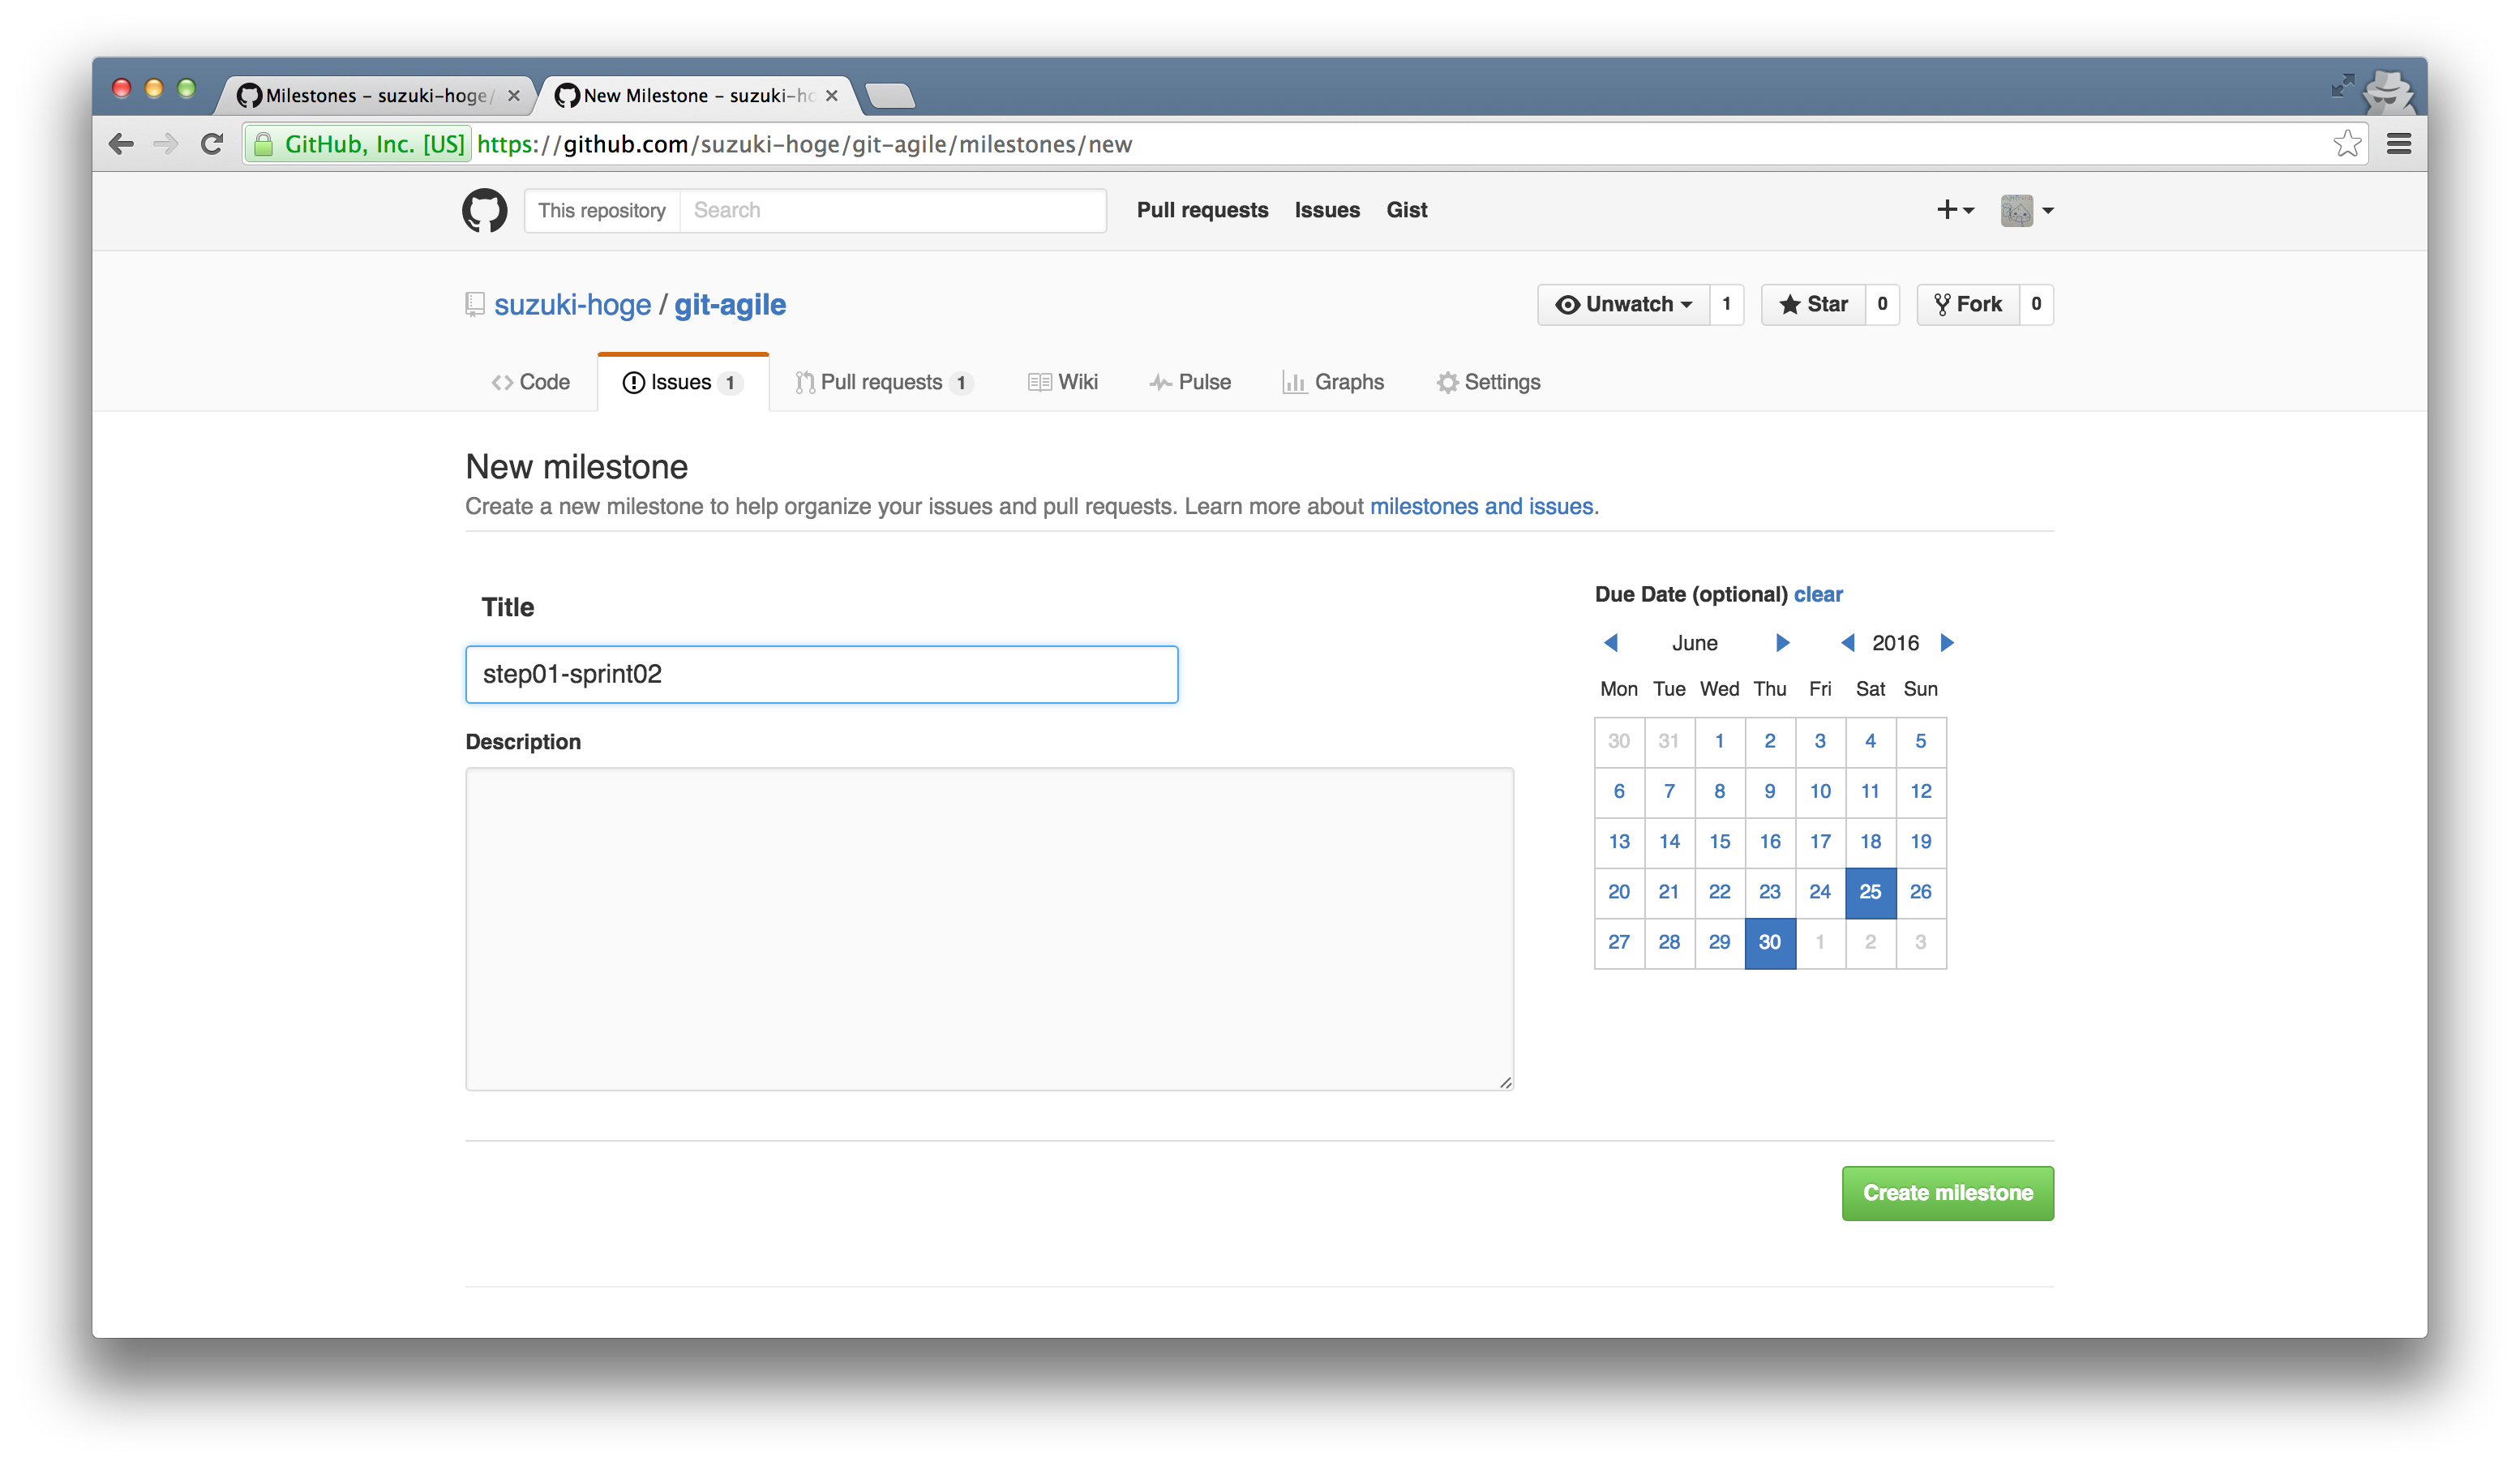 Milestones – suzuki-hoge/
New Milestone – suzuki-ho
GitHub, Inc. [US] https://github.com/suzuki-hoge/git-agile/milestones/new
This repository Search Pull requests Issues Gist
suzuki-hoge / git-agile Unwatch 1 Star 0 Fork 0
Code Issues 1 Pull requests 1 Wiki Pulse Graphs Settings
New milestone
Create a new milestone to help organize your issues and pull requests. Learn more about milestones and issues.
Title
step01-sprint02
Description
Due Date (optional) clear
June 2016
Mon Tue Wed Thu Fri Sat Sun
30 31 1 2 3 4 5
6 7 8 9 10 11 12
13 14 15 16 17 18 19
20 21 22 23 24 25 26
27 28 29 30 1 2 3
Create milestone